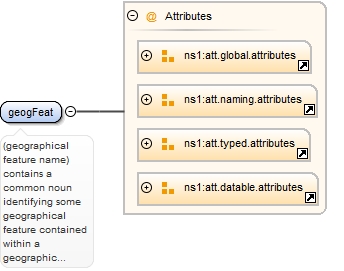 @ Attributes
ns1:att.global.attributes
ns1:att.naming.attributes
geogFeat
ns1:att.typed.attributes
ns1:att.datable.attributes
(geographical
feature name)
contains a
common noun
identifying some
geographical
feature contained
within a
geographic...